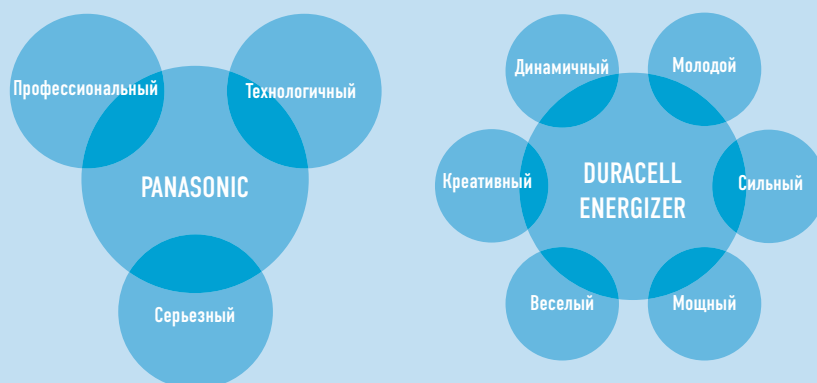 Профессиональный
Технологичный
PANASONIC
Серьезный
Динамичный
Молодой
Креативный
DURACELL
ENERGIZER
Сильный
Веселый
Мощный